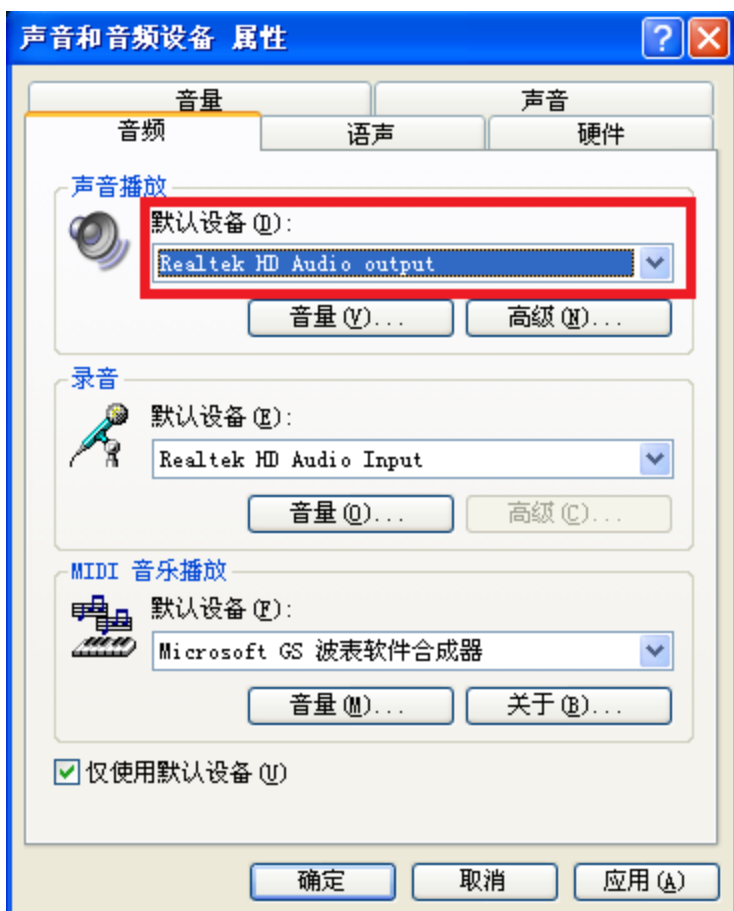 声音和音频设备 属性
音量 声音
音频 语声 硬件
声音播放
默认设备(D):
Realtek HD Audio output
音量(V)... 高级(N)...
录音
默认设备(E):
Realtek HD Audio Input
音量(O)... 高级(C)...
MIDI 音乐播放
默认设备(F):
Microsoft GS 波表软件合成器
音量(M)... 关于(B)...
仅使用默认设备(U)
确定 取消 应用(A)